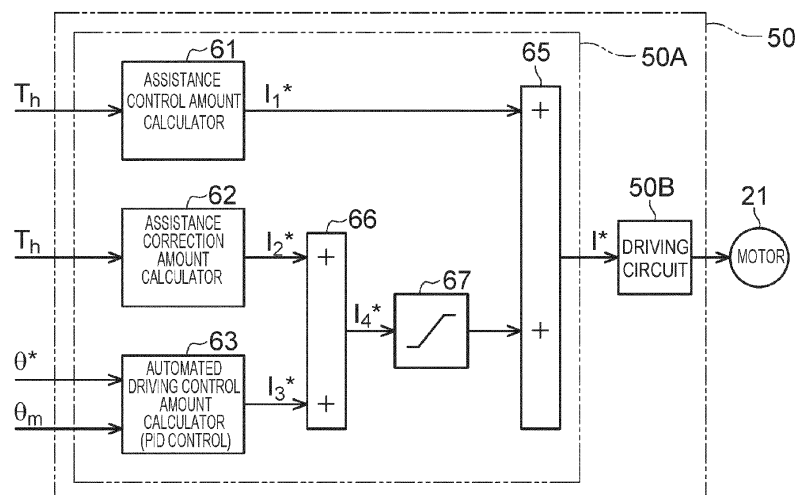 50
50A
61
65
T_h
ASSISTANCE
CONTROL AMOUNT
CALCULATOR
I_1*
+
62
66
50B
21
T_h
ASSISTANCE
CORRECTION
AMOUNT
CALCULATOR
I_2*
+
I*
DRIVING
CIRCUIT
MOTOR
67
I_4*
+
63
θ*
θ_m
AUTOMATED
DRIVING CONTROL
AMOUNT
CALCULATOR
(PID CONTROL)
I_3*
+